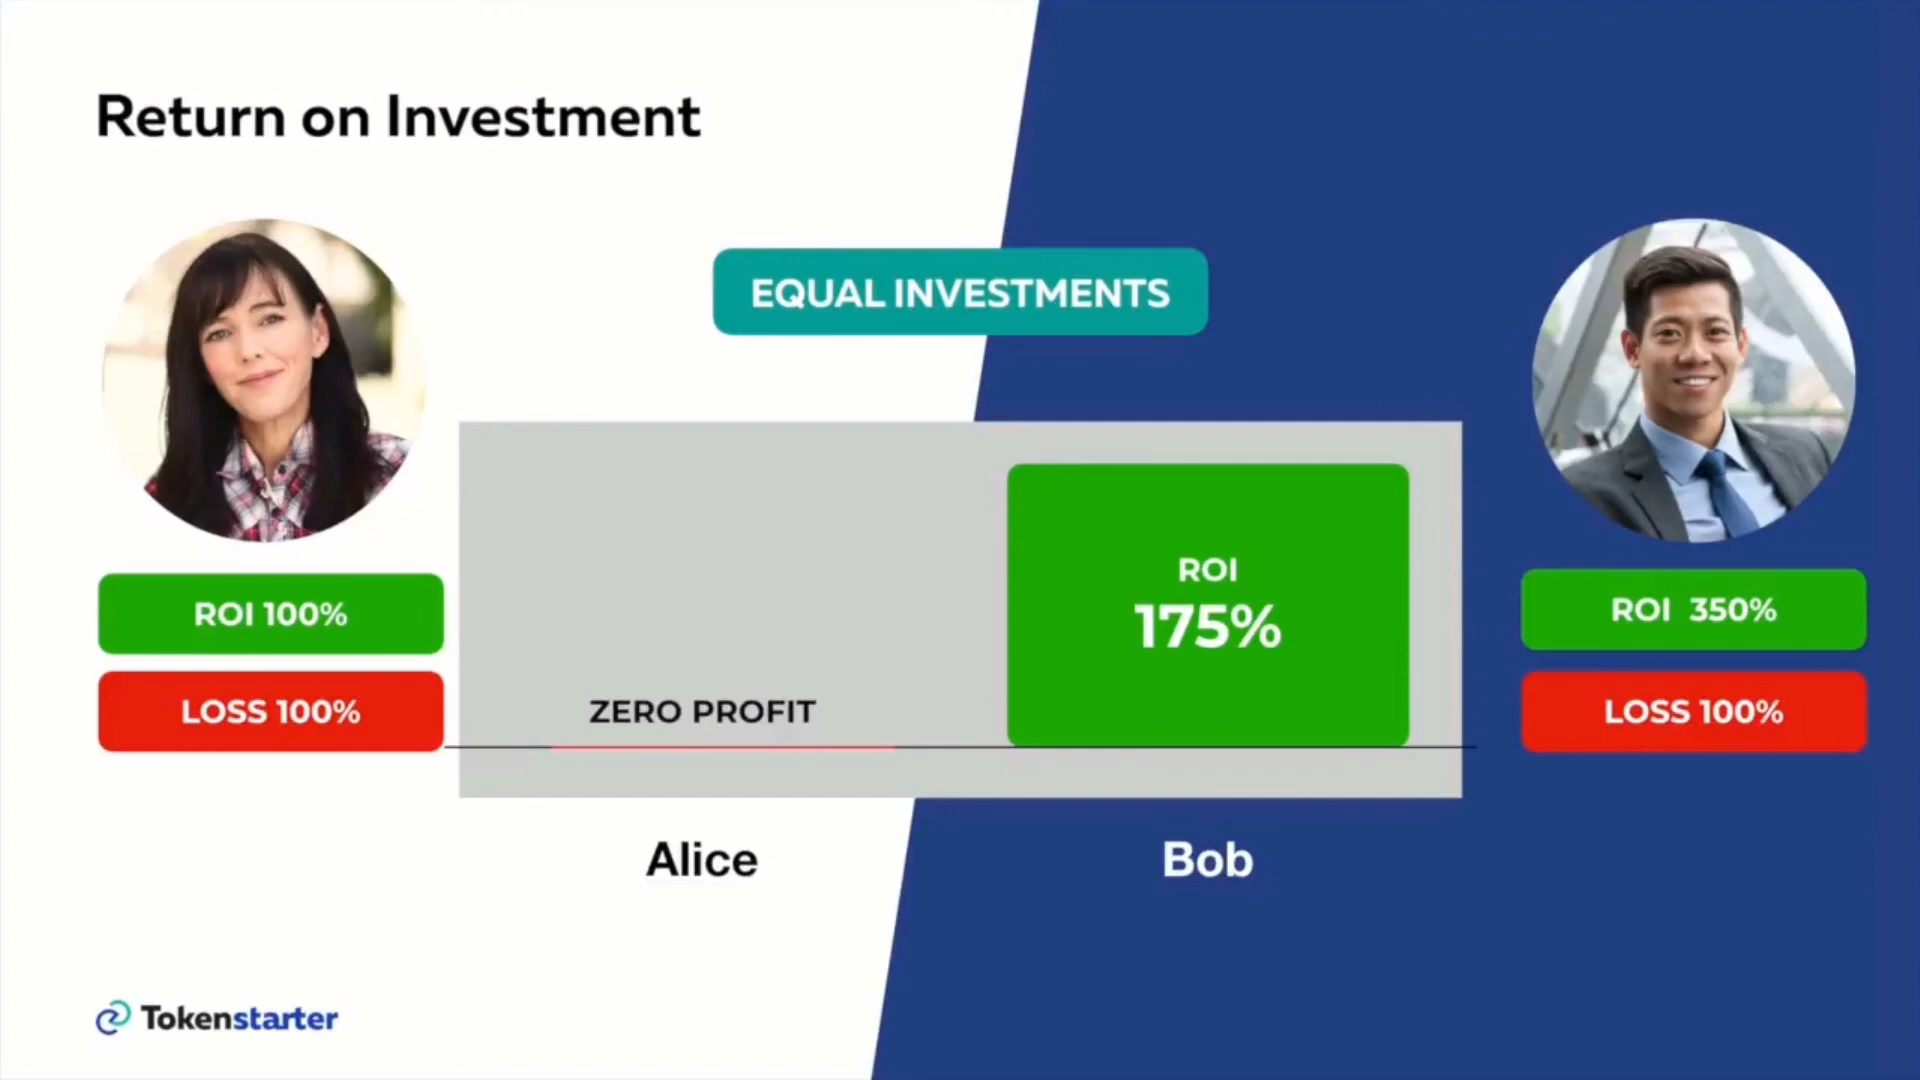 Return on Investment
EQUAL INVESTMENTS
ROI 100%
LOSS 100%
ZERO PROFIT
ROI
175%
ROI 350%
LOSS 100%
Alice
Bob
Tokenstarter